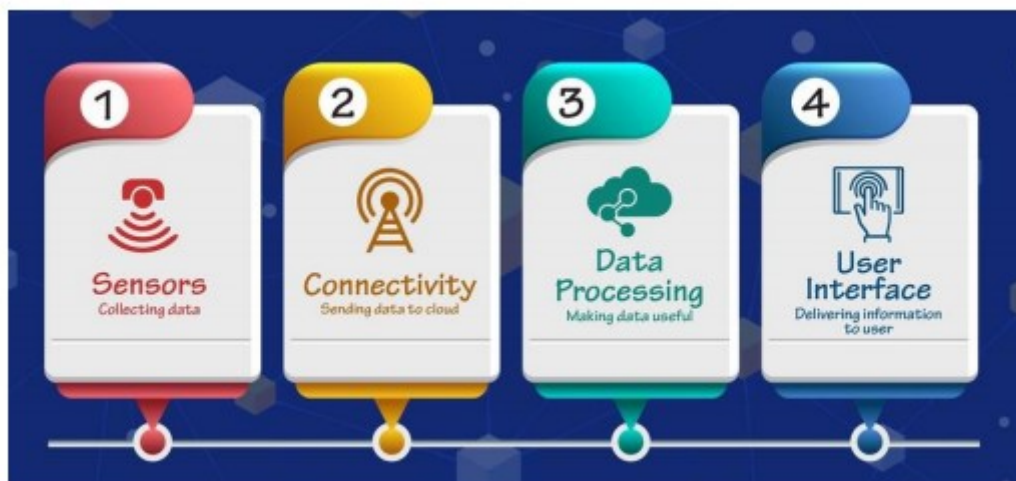 1
Sensors
Collecting data
2
Connectivity
Sending data to cloud
3
Data
Processing
Making data useful
4
User
Interface
Delivering information
to user